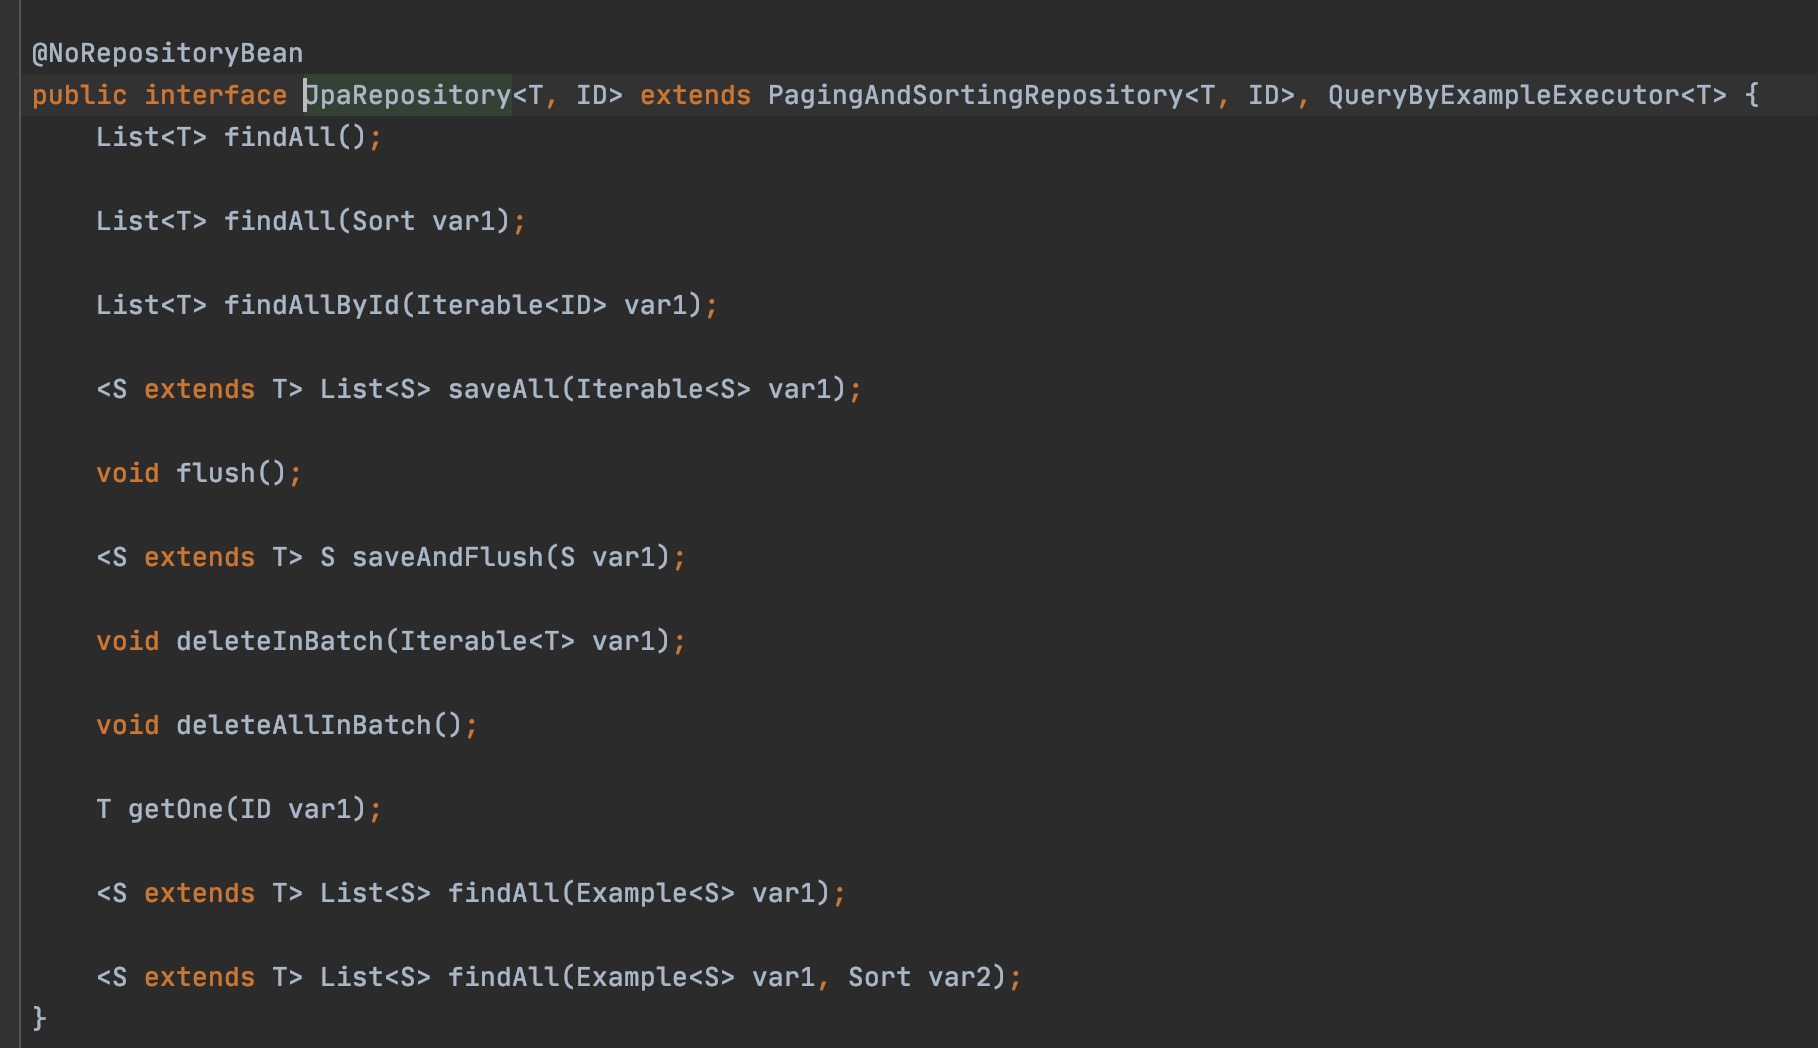 @NoRepositoryBean
public interface JpaRepository<T, ID> extends PagingAndSortingRepository<T, ID>, QueryByExampleExecutor<T> {
    List<T> findAll();
    List<T> findAll(Sort var1);
    List<T> findAllById(Iterable<ID> var1);
    <S extends T> List<S> saveAll(Iterable<S> var1);
    void flush();
    <S extends T> S saveAndFlush(S var1);
    void deleteInBatch(Iterable<T> var1);
    void deleteAllInBatch();
    T getOne(ID var1);
    <S extends T> List<S> findAll(Example<S> var1);
    <S extends T> List<S> findAll(Example<S> var1, Sort var2);
}